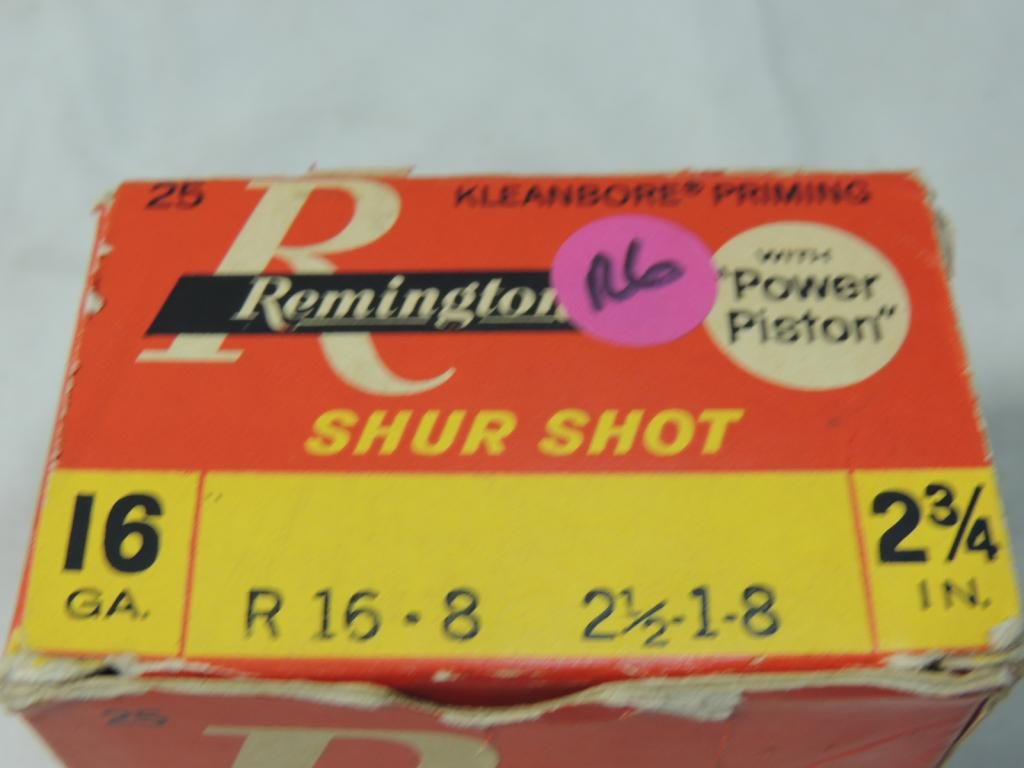 25 KLEANBORE® PRIMING
R
Remington
R6
WITH
"Power
Piston"
SHUR SHOT
16
GA.
R 16 - 8 2½-1-8
2¾
IN.
25
R